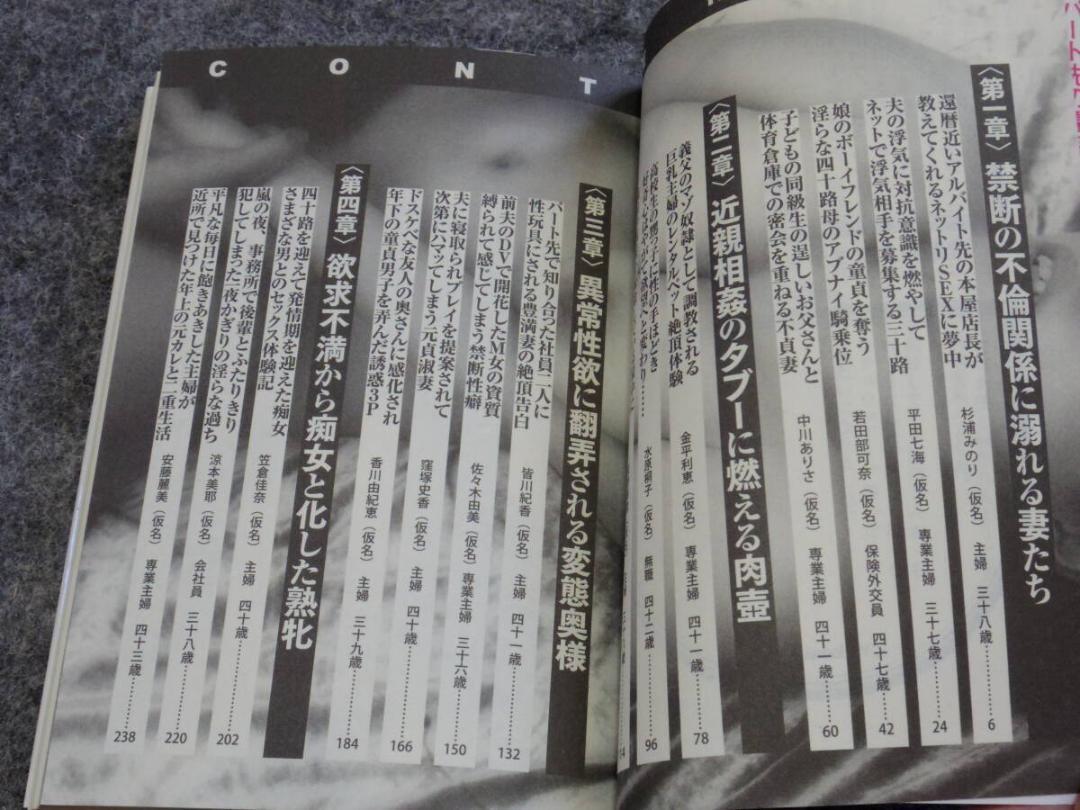 CONT
〈第一章〉 禁断の不倫関係に溺れる妻たち
還暦近いアルバイト先の本屋店長が
教えてくれるネットリSEXに夢中
杉浦みのり（仮名） 主婦 三十八歳………6
夫の浮気に対抗意識を燃やして
ネットで浮気相手を募集する三十路
平田七海（仮名） 専業主婦 三十七歳………24
娘のボーイフレンドの童貞を奪う
淫らな四十路母のアブナイ騎乗位
若田部可奈（仮名） 保険外交員 四十七歳………42
子どもの同級生の逞しいお父さんと
体育倉庫での密会を重ねる不貞妻
中川ありさ（仮名） 専業主婦 四十一歳………60
〈第二章〉 近親相姦のタブーに燃える肉壺
義父のマゾ奴隷として調教される
巨乳主婦のレンタルペット絶頂体験
金平利恵（仮名） 専業主婦 四十一歳………78
（仮名） 無職 四十二歳………96
〈第三章〉 異常性欲に翻弄される変態奥様
パート先で知り合った社員二人に
性玩具にされる豊満妻の絶頂告白
皆川紀香（仮名） 主婦 四十一歳………132
前夫のDVで開花したM女の資質
縛られて感じてしまう禁断性癖
佐々木由美（仮名） 専業主婦 三十六歳………150
夫に寝取られプレイを提案されて
次第にハマッてしまう元貞淑妻
窪塚史香（仮名） 主婦 四十歳………166
ドスケベな友人の奥さんに感化され
年下の童貞男子を弄んだ誘惑3P
香川由紀恵（仮名） 主婦 三十九歳………184
〈第四章〉 欲求不満から痴女と化した熟牝
四十路を迎えて発情期を迎えた痴女
さまざな男とのセックス体験記
笠倉佳奈（仮名） 主婦 四十歳………202
嵐の夜、事務所で後輩とふたりきり
犯してしまった一夜かぎりの淫らな過ち
涼本美耶（仮名） 会社員 三十八歳………220
平凡な毎日に飽きあきした主婦が
近所で見つけた年上の元カレと二重生活
安藤麗美（仮名） 専業主婦 四十三歳………238